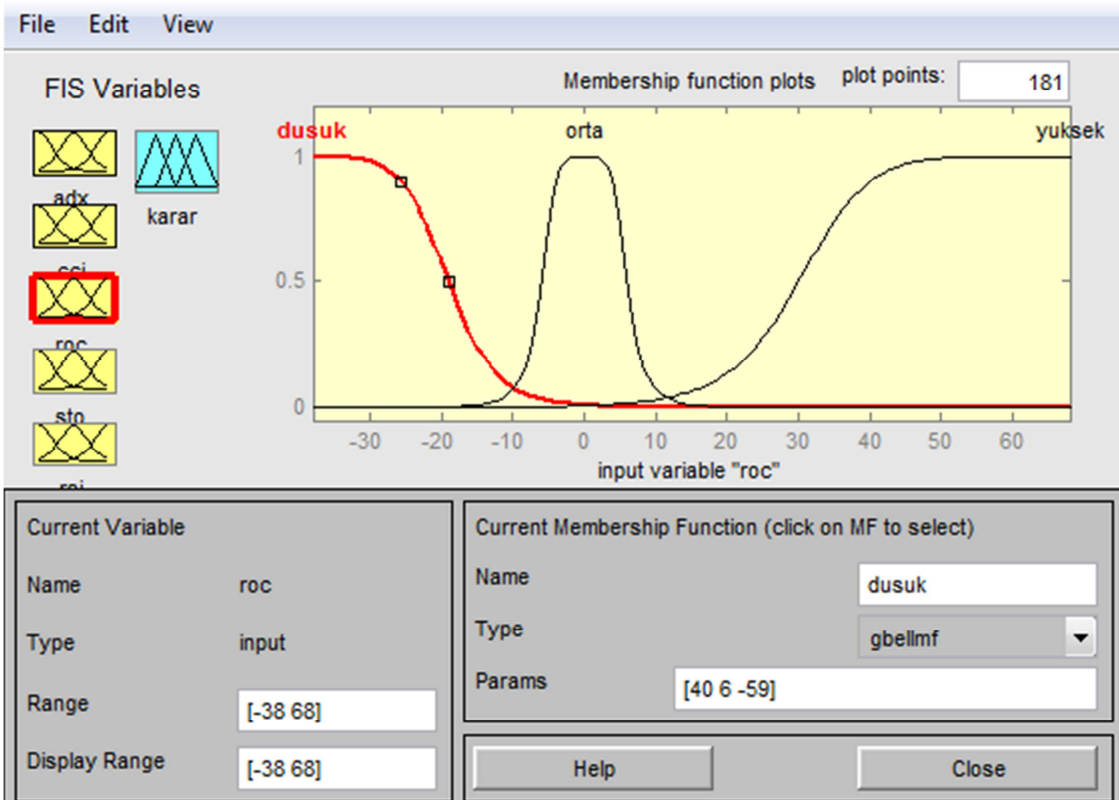 File Edit View
FIS Variables
Membership function plots plot points: 181
dusuk orta yuksek
1
0.5
0
adx
karar
cci
roc
sto
-30 -20 -10 0 10 20 30 40 50 60
input variable "roc"
Current Variable
Name roc
Type input
Range [-38 68]
Display Range [-38 68]
Current Membership Function (click on MF to select)
Name dusuk
Type gbellmf
Params [40 6 -59]
Help Close